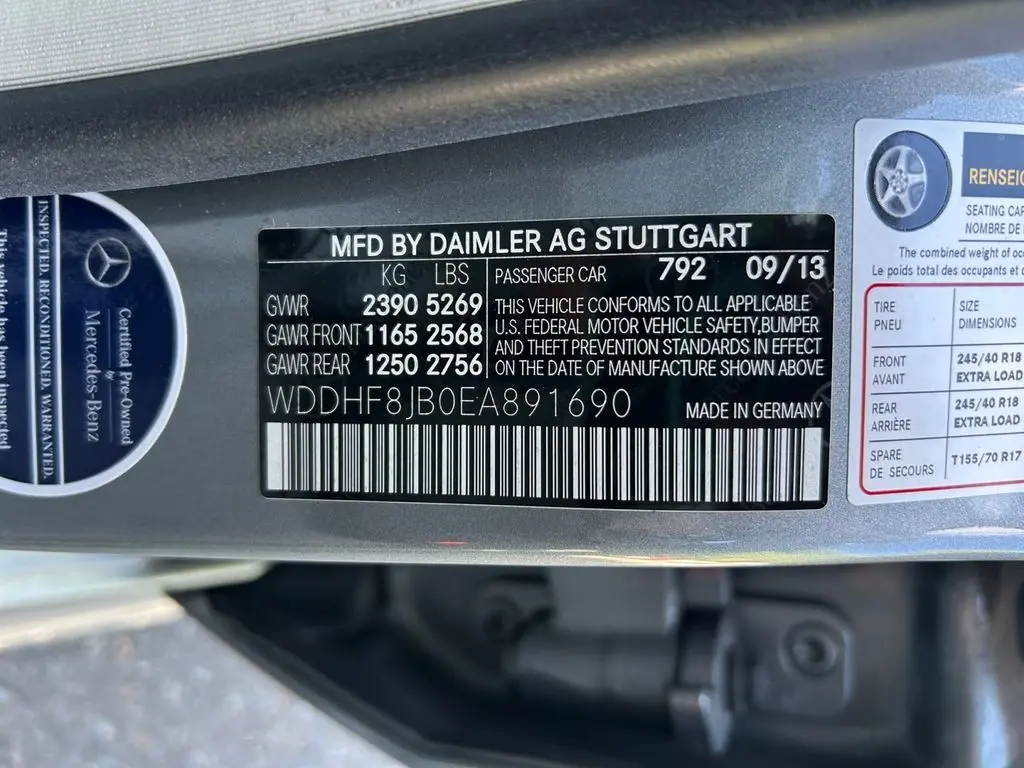 This vehicle has been inspected
INSPECTED. RECONDITIONED. WARRANTED.
Certified Pre-Owned
Mercedes-Benz
MFD BY DAIMLER AG STUTTGART
KG LBS PASSENGER CAR 792 09/13
GVWR 2390 5269
GAWR FRONT 1165 2568
GAWR REAR 1250 2756
THIS VEHICLE CONFORMS TO ALL APPLICABLE
U.S. FEDERAL MOTOR VEHICLE SAFETY,BUMPER
AND THEFT PREVENTION STANDARDS IN EFFECT
ON THE DATE OF MANUFACTURE SHOWN ABOVE
WDDHF8JB0EA891690 MADE IN GERMANY
SEATING
NOMBRE DE
The combined weight of
Le poids total des occupants et
TIRE SIZE
PNEU DIMENSIONS
FRONT 245/40 R18
AVANT EXTRA LOAD
REAR 245/40 R18
ARRIÈRE EXTRA LOAD
SPARE T155/70 R17
DE SECOURS